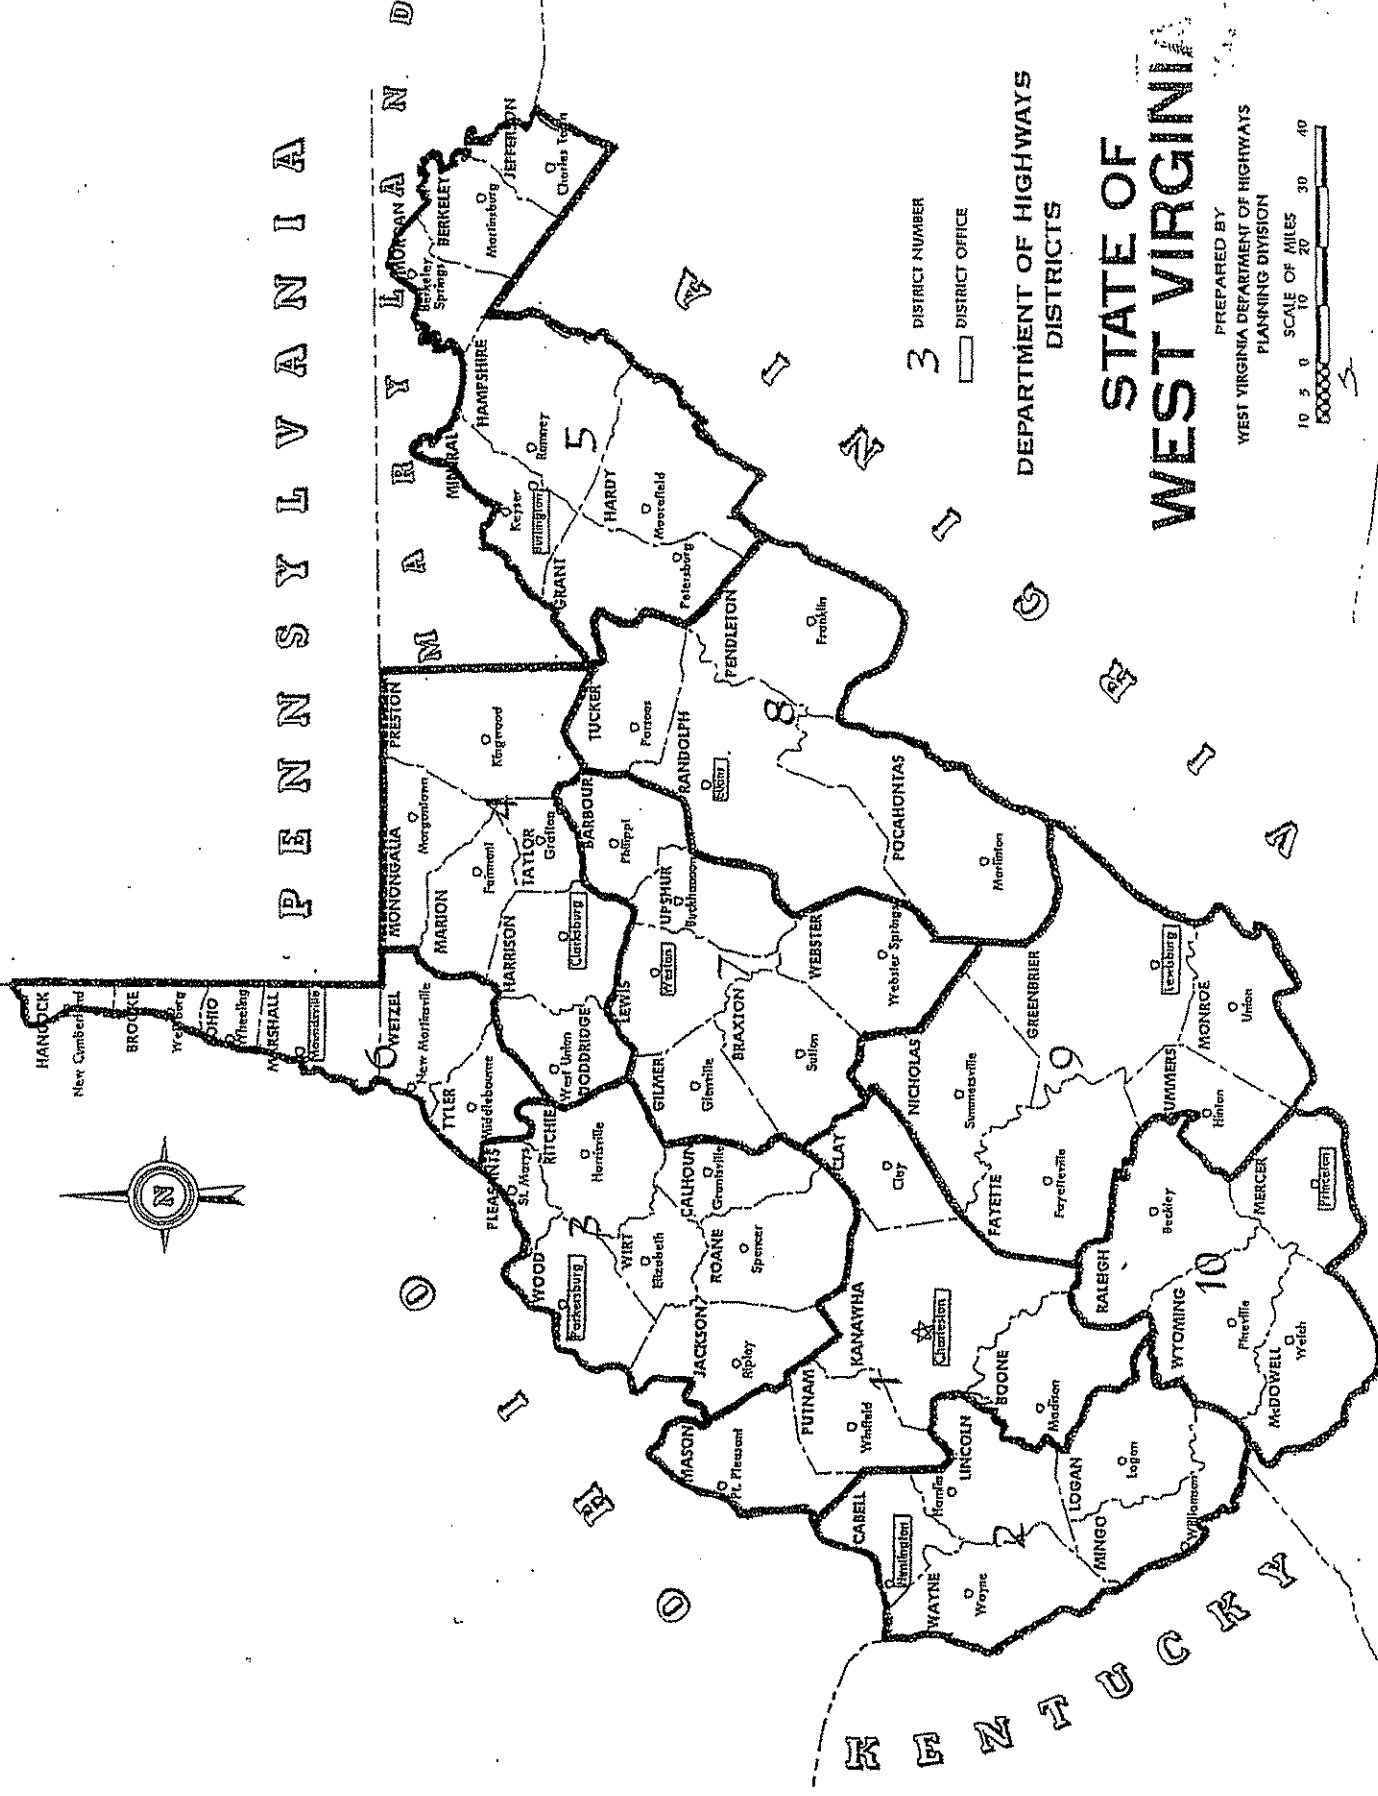 PENNSYLVANIA
MARYLAND
OHIO
KENTUCKY
VIRGINIA
N
HANCOCK
New Cumberland
BROOKE
Wellsburg
OHIO
Wheeling
MARSHALL
Moundsville
6
WETZEL
New Martinsville
TYLER
Middlebourne
PLEASANTS
St. Marys
RITCHIE
Harrisville
WOOD
Parkersburg
3
WIRT
Elizabeth
CALHOUN
Grantsville
ROANE
Spencer
JACKSON
Ripley
MONONGALIA
Morgantown
PRESTON
Kingwood
MARION
Fairmont
4
TAYLOR
Grafton
HARRISON
Clarksburg
DODDRIDGE
West Union
BARBOUR
Philippi
UPSHUR
Buckhannon
LEWIS
Weston
7
GILMER
Glenville
BRAXTON
Sutton
WEBSTER
Webster Springs
TUCKER
Parsons
RANDOLPH
Elkins
8
PENDLETON
Franklin
POCAHONTAS
Marlinton
GRANT
Petersburg
MINERAL
Keyser
Burlington
HAMPSHIRE
Romney
5
HARDY
Moorefield
MORGAN
Berkeley
Springs
BERKELEY
Martinsburg
JEFFERSON
Charles Town
MASON
Pt. Pleasant
PUTNAM
Winfield
1
KANAWHA
Charleston
CLAY
Clay
BOONE
Madison
CABELL
Huntington
WAYNE
Wayne
2
LINCOLN
Hamlin
LOGAN
Logan
MINGO
Williamson
NICHOLAS
Summersville
FAYETTE
Fayetteville
9
GREENBRIER
Lewisburg
SUMMERS
Hinton
MONROE
Union
RALEIGH
Beckley
10
WYOMING
Pineville
McDOWELL
Welch
MERCER
Princeton
3 DISTRICT NUMBER
DISTRICT OFFICE
DEPARTMENT OF HIGHWAYS
DISTRICTS
STATE OF
WEST VIRGINIA
PREPARED BY
WEST VIRGINIA DEPARTMENT OF HIGHWAYS
PLANNING DIVISION
SCALE OF MILES
10 5 0 10 20 30 40